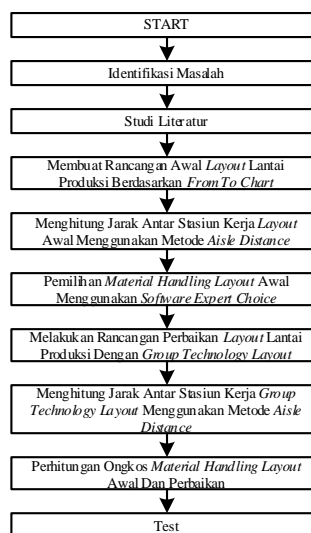 START
Identifikasi Masalah
Studi Literatur
Membuat Rancangan Awal Layout Lantai
Produksi Berdasarkan From To Chart
Menghitung Jarak Antar Stasiun Kerja Layout
Awal Menggunakan Metode Aisle Distance
Pemilihan Material Handling Layout Awal
Menggunakan Software Expert Choice
Melakukan Rancangan Perbaikan Layout Lantai
Produksi Dengan Group Technology Layout
Menghitung Jarak Antar Stasiun Kerja Group
Technology Layout Menggunakan Metode Aisle
Distance
Perhitungan Ongkos Material Handling Layout
Awal Dan Perbaikan
Test